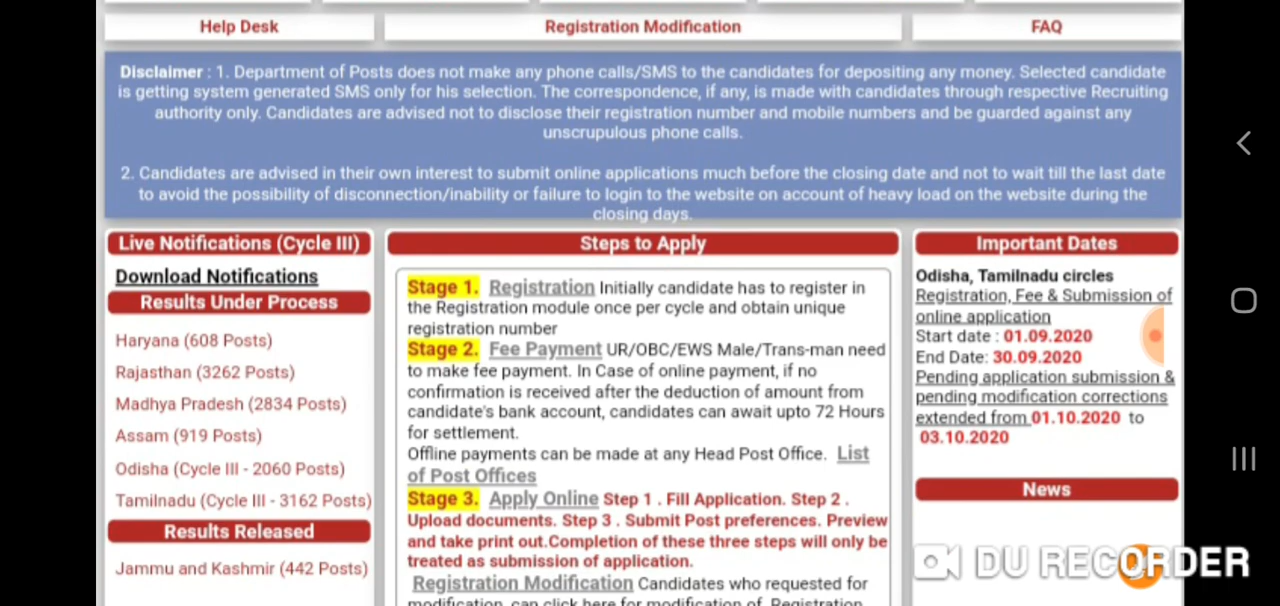 Help Desk
Registration Modification
FAQ
Disclaimer : 1. Department of Posts does not make any phone calls/SMS to the candidates for depositing any money. Selected candidate
is getting system generated SMS only for his selection. The correspondence, if any, is made with candidates through respective Recruiting
authority only. Candidates are advised not to disclose their registration number and mobile numbers and be guarded against any
unscrupulous phone calls.
2. Candidates are advised in their own interest to submit online applications much before the closing date and not to wait till the last date
to avoid the possibility of disconnection/inability or failure to login to the website on account of heavy load on the website during the
closing days.
Live Notifications (Cycle III)
Download Notifications
Results Under Process
Haryana (608 Posts)
Rajasthan (3262 Posts)
Madhya Pradesh (2834 Posts)
Assam (919 Posts)
Odisha (Cycle III - 2060 Posts)
Tamilnadu (Cycle III - 3162 Posts)
Results Released
Jammu and Kashmir (442 Posts)
Steps to Apply
Stage 1. Registration Initially candidate has to register in
the Registration module once per cycle and obtain unique
registration number
Stage 2. Fee Payment UR/OBC/EWS Male/Trans-man need
to make fee payment. In Case of online payment, if no
confirmation is received after the deduction of amount from
candidate's bank account, candidates can await upto 72 Hours
for settlement.
Offline payments can be made at any Head Post Office. List
of Post Offices
Stage 3. Apply Online Step 1 . Fill Application. Step 2 .
Upload documents. Step 3 . Submit Post preferences. Preview
and take print out.Completion of these three steps will only be
treated as submission of application.
Registration Modification Candidates who requested for
modification, can click here for modification of Registration
Important Dates
Odisha, Tamilnadu circles
Registration, Fee & Submission of
online application
Start date : 01.09.2020
End Date: 30.09.2020
Pending application submission &
pending modification corrections
extended from 01.10.2020 to
03.10.2020
News
DU RECORDER